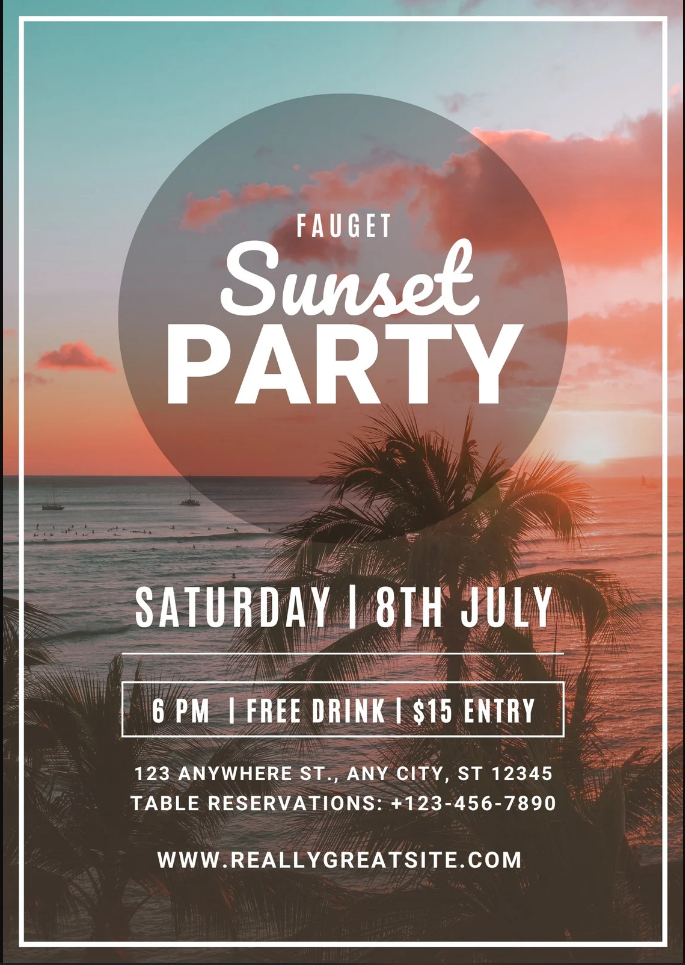 FAUGET
Sunset
PARTY
SATURDAY | 8TH JULY
6 PM | FREE DRINK | $15 ENTRY
123 ANYWHERE ST., ANY CITY, ST 12345
TABLE RESERVATIONS: +123-456-7890
WWW.REALLYGREATSITE.COM